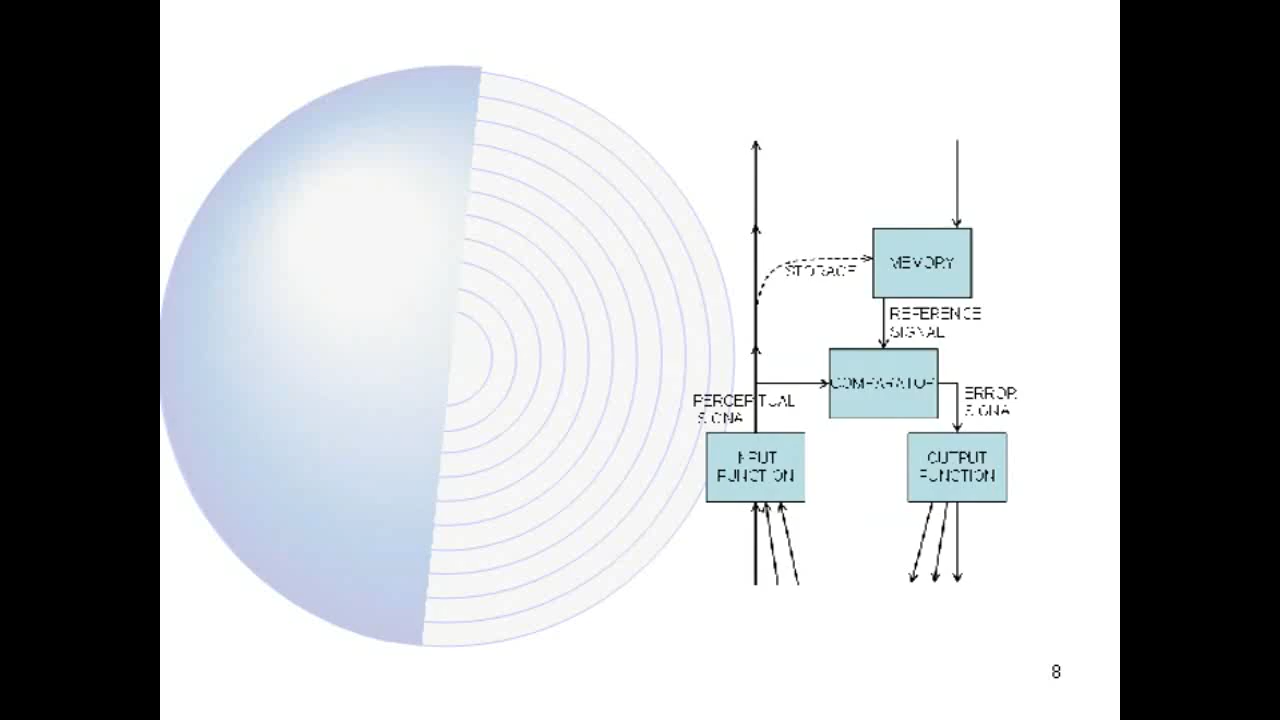 STORAGE
MEMORY
REFERENCE
SIGNAL
COMPARATOR
PERCEPTUAL
SIGNAL
ERROR
SIGNAL
INPUT
FUNCTION
OUTPUT
FUNCTION
8